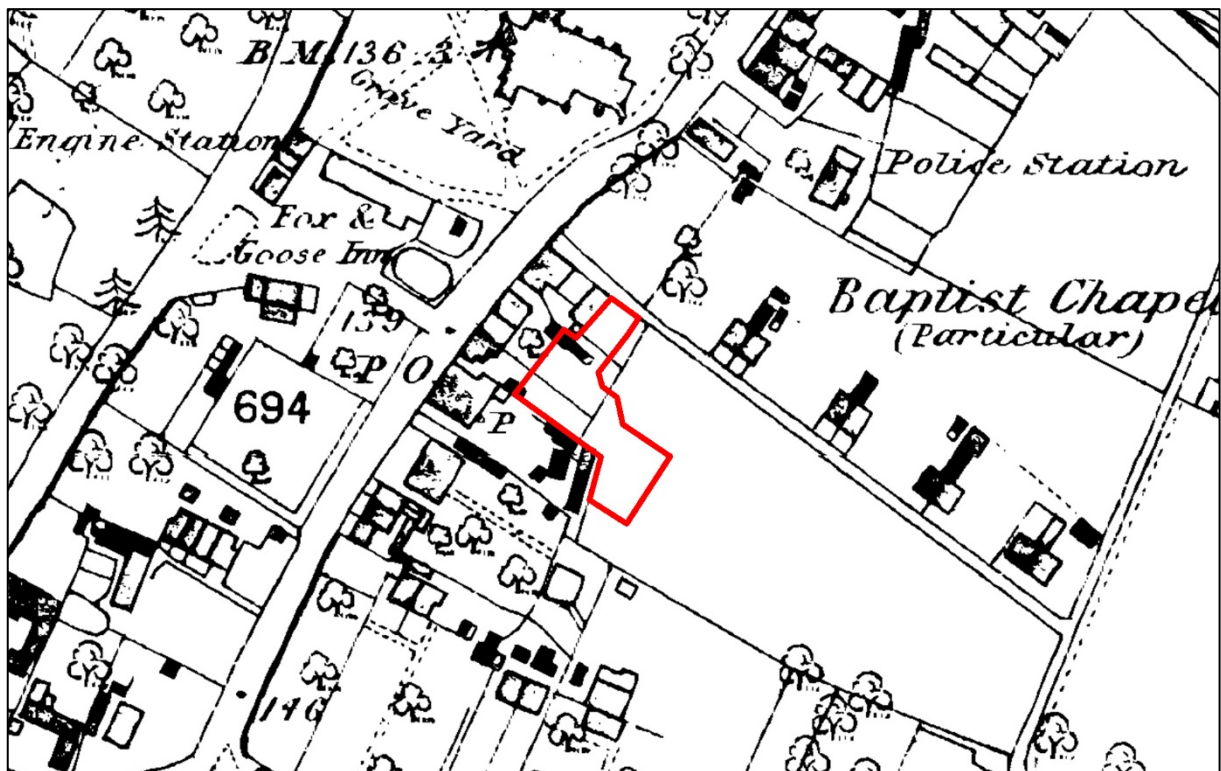 B.M. 136.3
Grave Yard
Engine Station
Police Station
Fox &
Goose Inn
Baptist Chapel
(Particular)
139
P.O.
694
P
146